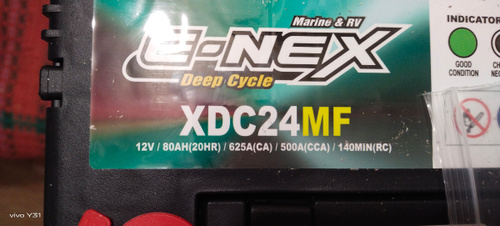 Marine & RV
E-NEX
Deep Cycle
XDC24MF
12V / 80AH(20HR) / 625A(CA) / 500A(CCA) / 140MIN(RC)
INDICATOR
GOOD
CONDITION
vivo Y31